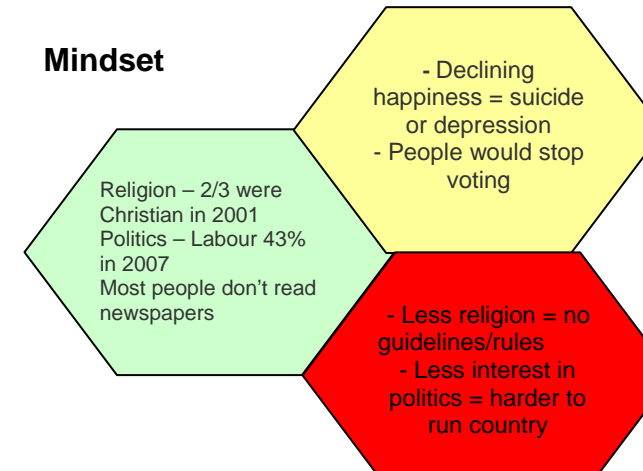 Mindset
- Declining
happiness = suicide
or depression
- People would stop
voting
Religion – 2/3 were
Christian in 2001
Politics – Labour 43%
in 2007
Most people don’t read
newspapers
- Less religion = no
guidelines/rules
- Less interest in
politics = harder to
run country